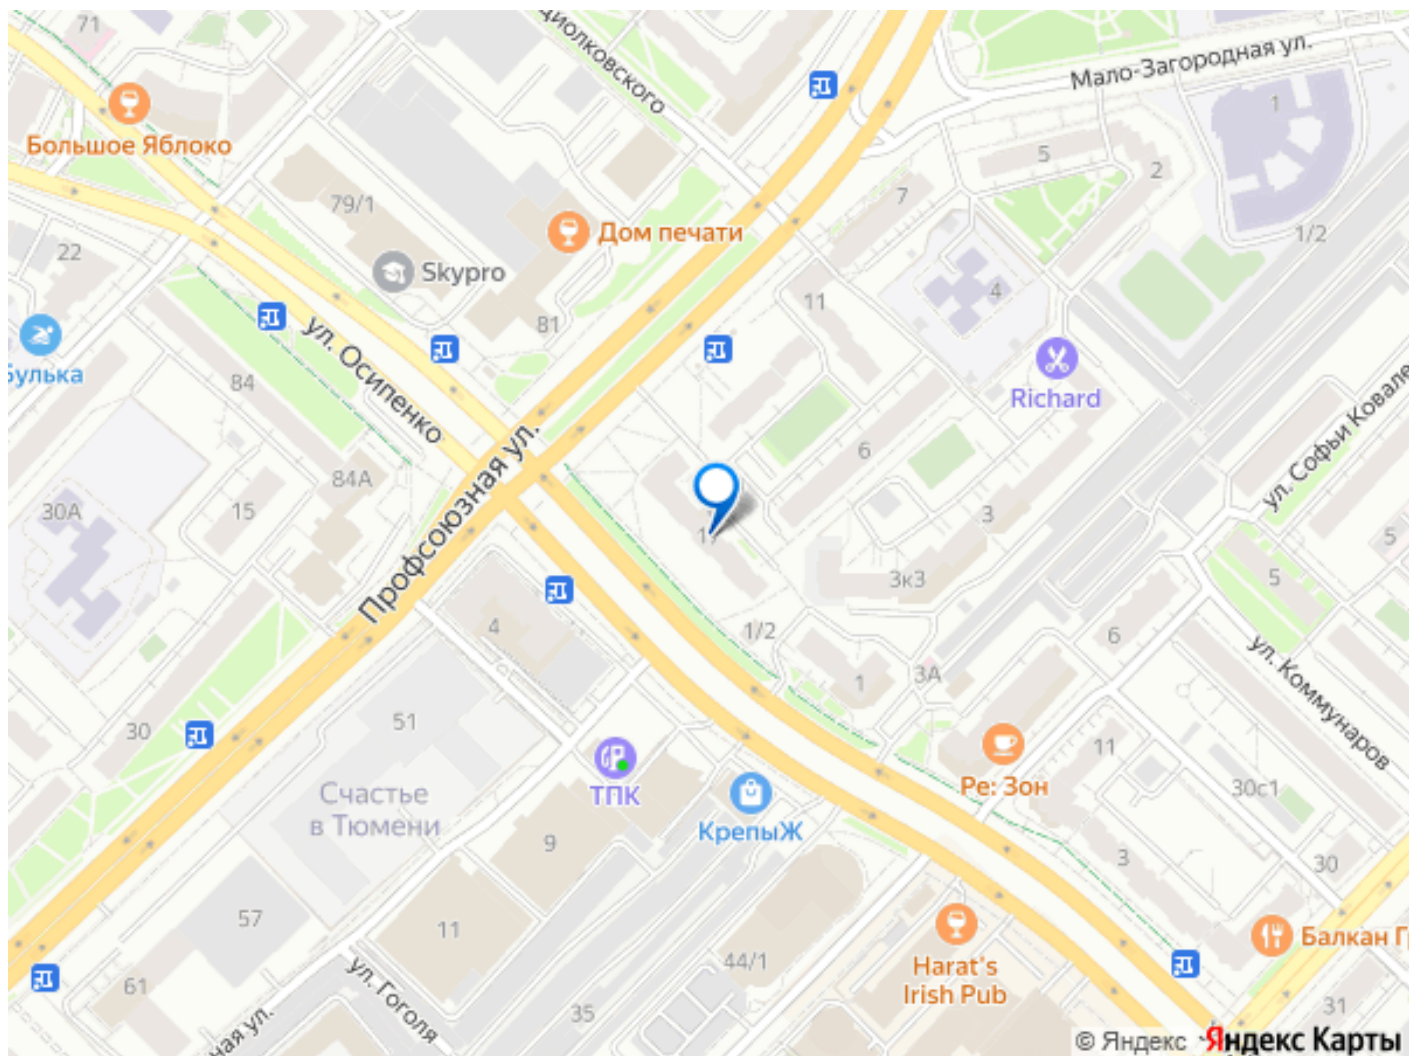 71
Циолковского
Мало-Загородная ул.
1
Большое Яблоко
5
2
7
79/1
Дом печати
1/2
22
Skypro
4
11
ул. Осипенко
81
Булька
84
Richard
ул. Софьи Ковале
Профсоюзная ул.
6
84А
15
30А
3
5
3к3
5
4
1/2
6
ул. Коммунаров
1
3А
30
51
11
Ре: Зон
30с1
ТПК
Счастье
в Тюмени
КрепыЖ
9
3
30
57
11
Балкан Г
44/1
Harat's
Irish Pub
61
ул. Гоголя
35
31
ная ул.
© Яндекс
Яндекс Карты